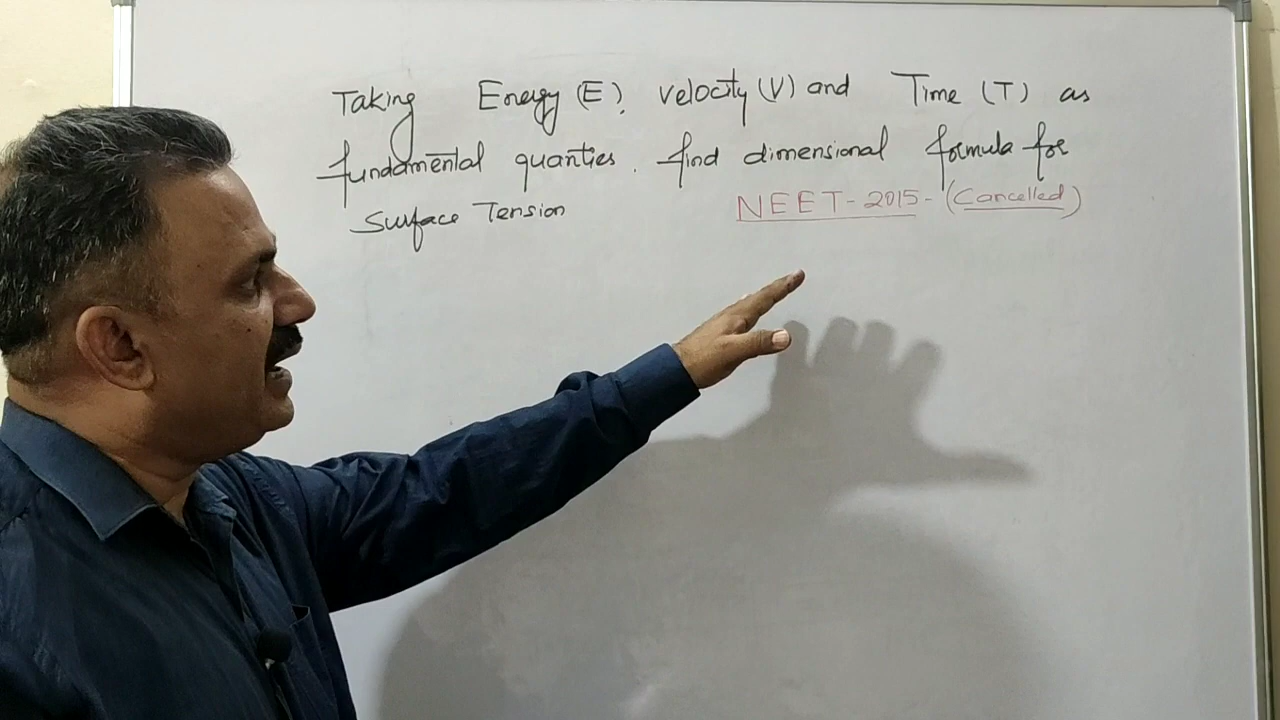 Taking Energy (E), velocity (V) and Time (T) as
fundamental quanties. find dimensional formula for
Surface Tension
NEET-2015-(Cancelled)